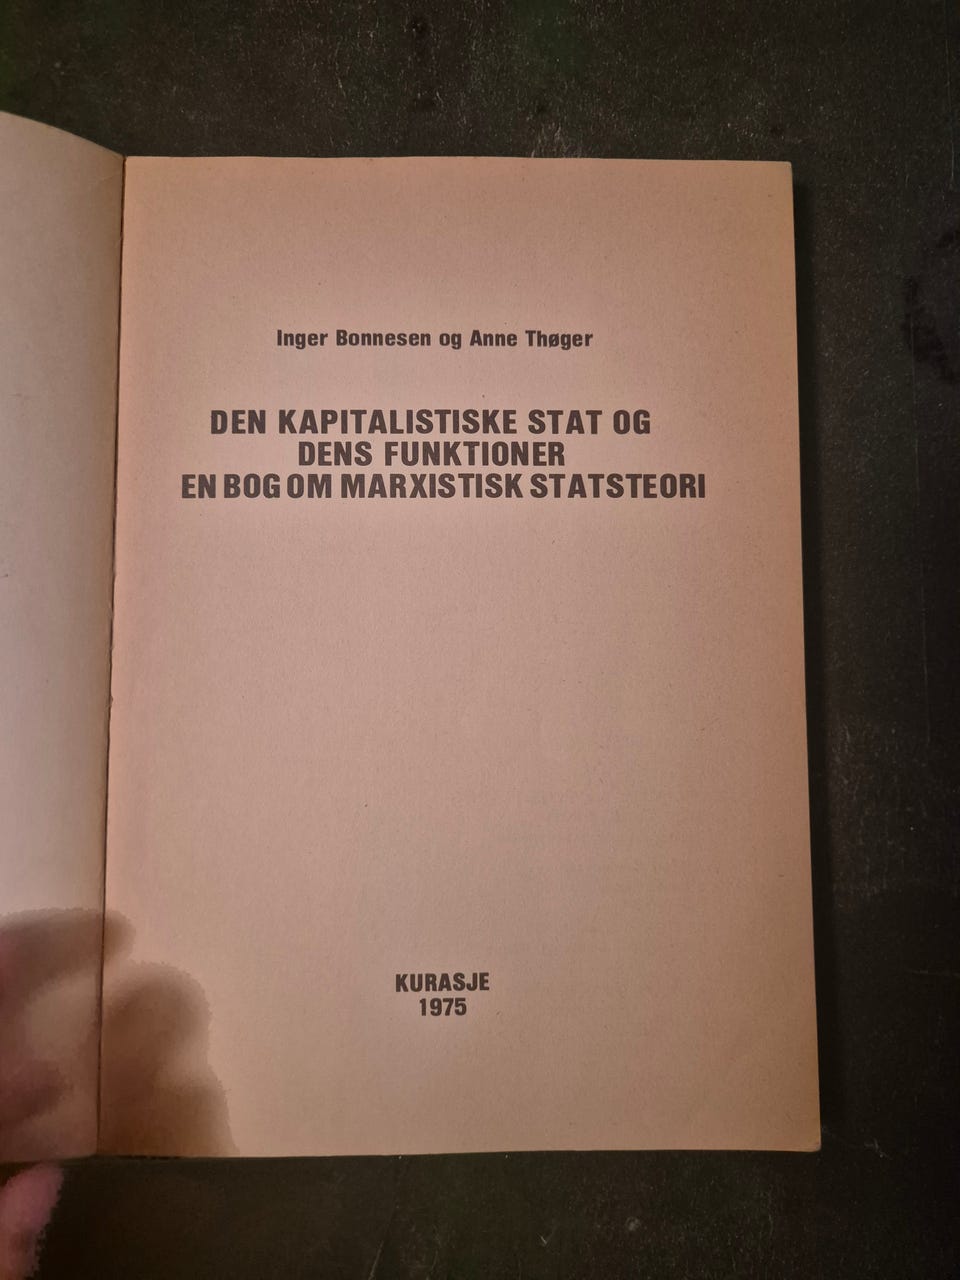 Inger Bonnesen og Anne Thøger
DEN KAPITALISTISKE STAT OG
DENS FUNKTIONER
EN BOG OM MARXISTISK STATSTEORI
KURASJE
1975